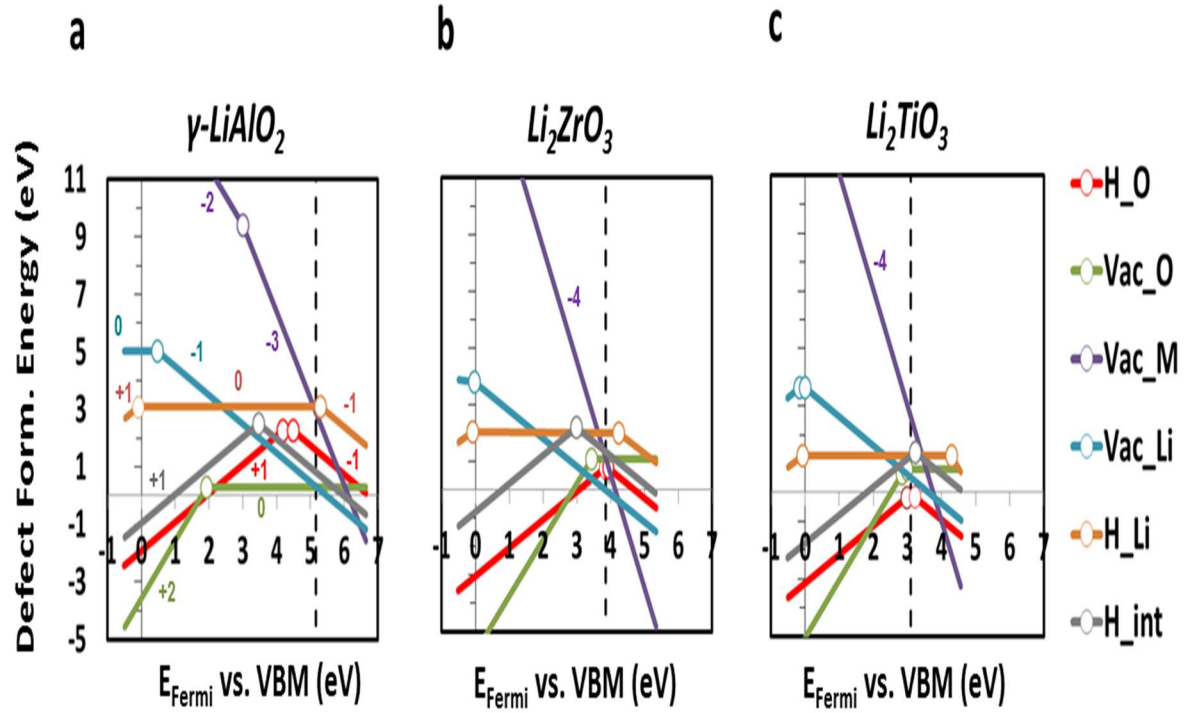 a
b
c
γ-LiAlO₂
Li₂ZrO₃
Li₂TiO₃
Defect Form. Energy (eV)
11
9
7
5
3
1
-1
-3
-5
-2
-3
0
-1
+1
0
-1
+1
+1
-1
0
+2
-4
-4
-1 0 1 2 3 4 5 6 7
-1 0 1 2 3 4 5 6 7
-1 0 1 2 3 4 5 6 7
E_Fermi vs. VBM (eV)
E_Fermi vs. VBM (eV)
E_Fermi vs. VBM (eV)
H_O
Vac_O
Vac_M
Vac_Li
H_Li
H_int